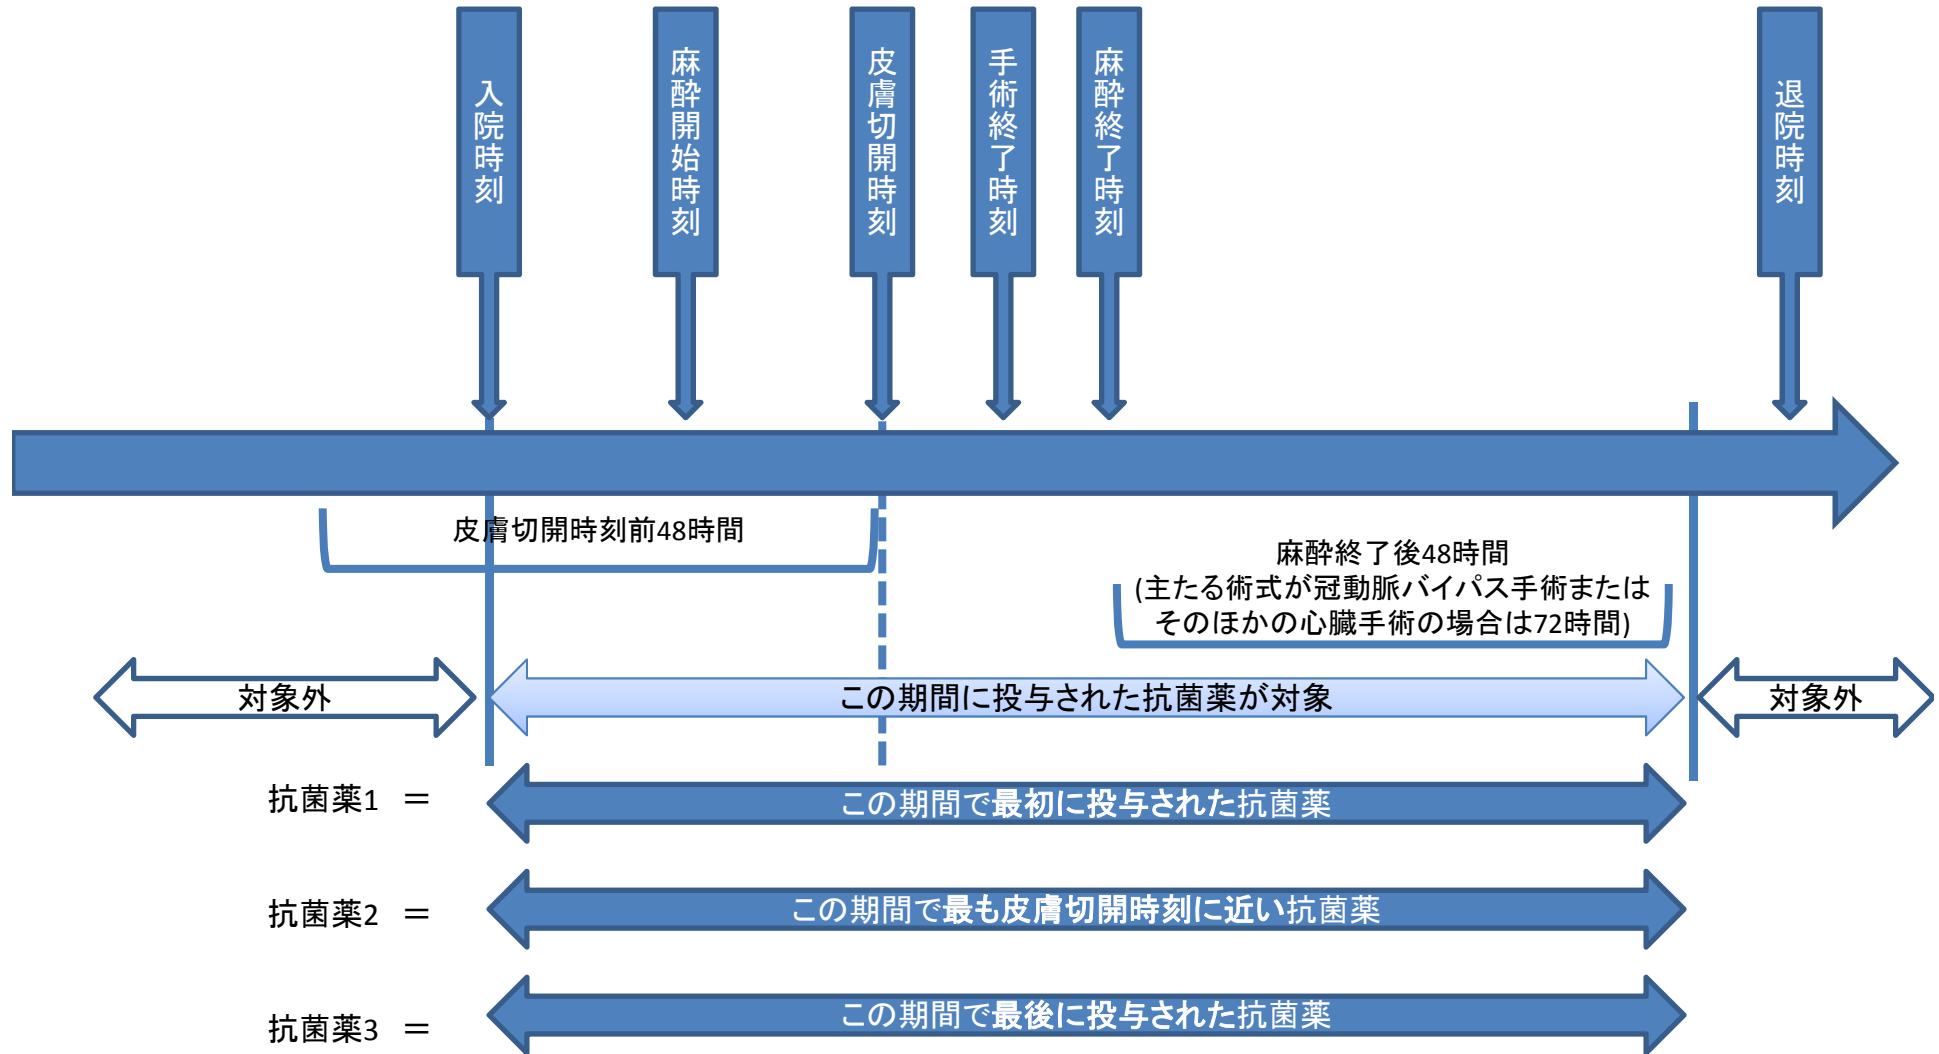 入院時刻
麻酔開始時刻
皮膚切開時刻
手術終了時刻
麻酔終了時刻
退院時刻
皮膚切開時刻前48時間
麻酔終了後48時間
(主たる術式が冠動脈バイパス手術または
そのほかの心臓手術の場合は72時間)
対象外
この期間に投与された抗菌薬が対象
対象外
抗菌薬1 ＝
この期間で最初に投与された抗菌薬
抗菌薬2 ＝
この期間で最も皮膚切開時刻に近い抗菌薬
抗菌薬3 ＝
この期間で最後に投与された抗菌薬